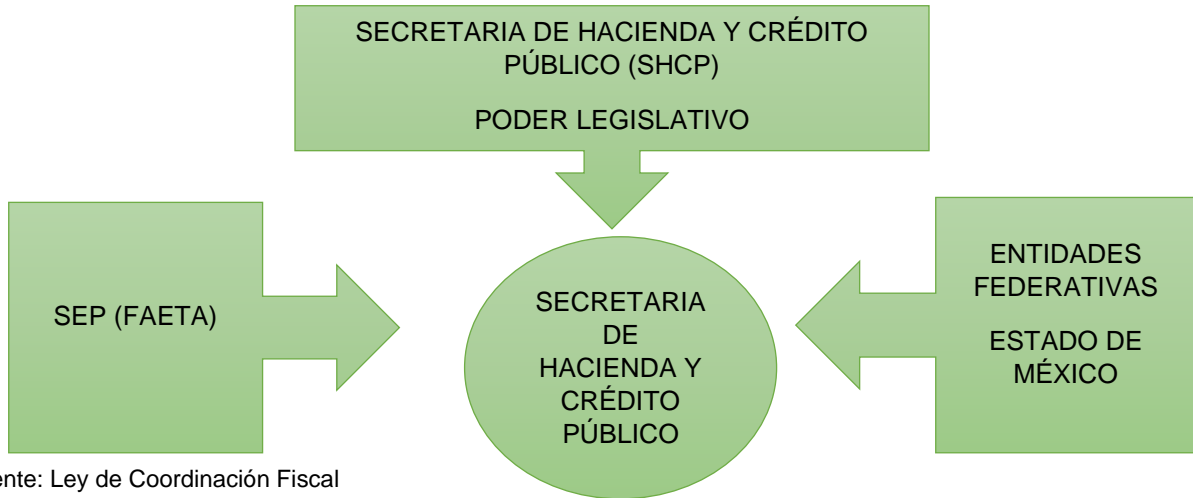 SECRETARIA DE HACIENDA Y CRÉDITO
PÚBLICO (SHCP)
PODER LEGISLATIVO
SEP (FAETA)
SECRETARIA
DE
HACIENDA Y
CRÉDITO
PÚBLICO
ENTIDADES
FEDERATIVAS
ESTADO DE
MÉXICO
ente: Ley de Coordinación Fiscal